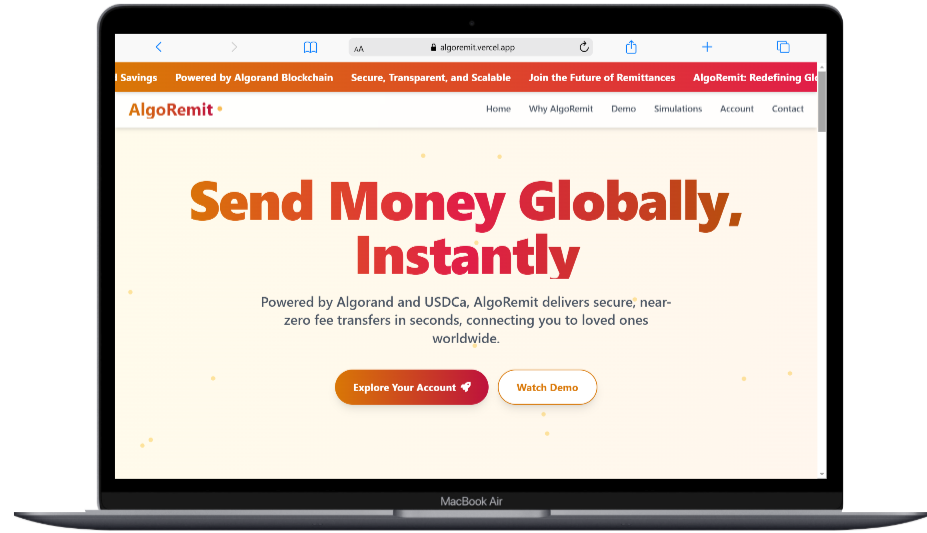 AA algoremit.vercel.app
Savings Powered by Algorand Blockchain Secure, Transparent, and Scalable Join the Future of Remittances AlgoRemit: Redefining
AlgoRemit
Home Why AlgoRemit Demo Simulations Account Contact
Send Money Globally,
Instantly
Powered by Algorand and USDCa, AlgoRemit delivers secure, near-
zero fee transfers in seconds, connecting you to loved ones
worldwide.
Explore Your Account Watch Demo
MacBook Air